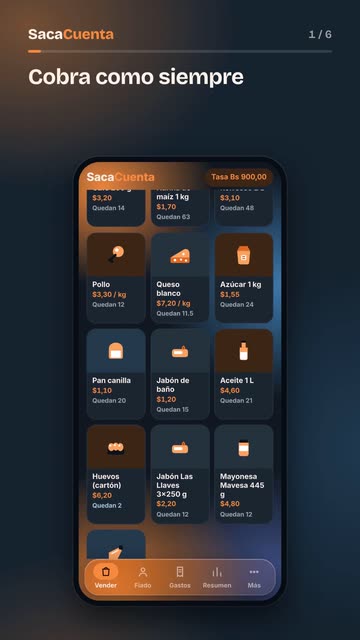 SacaCuenta
1 / 6
Cobra como siempre
SacaCuenta
Tasa Bs 900,00
maíz 1 kg
$3,20
$1,70
$3,10
Quedan 14
Quedan 63
Quedan 48
Pollo
$3,30 / kg
Quedan 12
Queso
blanco
$7,20 / kg
Quedan 11.5
Azúcar 1 kg
$1,55
Quedan 24
Pan canilla
$1,10
Quedan 20
Jabón de
baño
$1,20
Quedan 15
Aceite 1 L
$4,60
Quedan 21
Huevos
(cartón)
$6,20
Quedan 2
Jabón Las
Llaves
3×250 g
$2,20
Quedan 12
Mayonesa
Mavesa 445
g
$4,80
Quedan 12
Vender
Fiado
Gastos
Resumen
Más